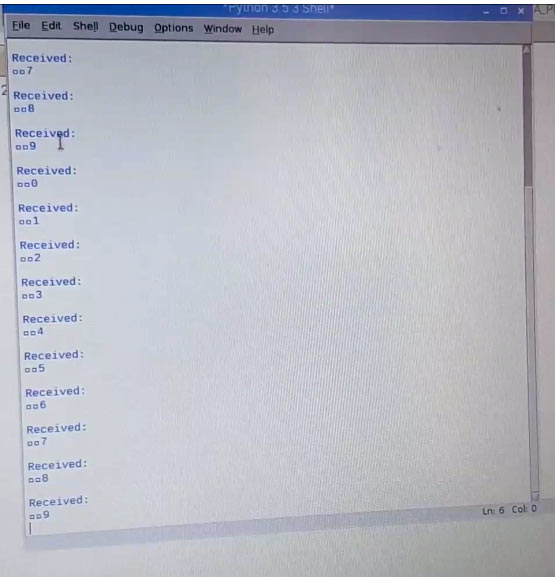 *Python 3.5.3 Shell*
File Edit Shell Debug Options Window Help
Received:
▫▫7
Received:
▫▫8
Received:
▫▫9
Received:
▫▫0
Received:
▫▫1
Received:
▫▫2
Received:
▫▫3
Received:
▫▫4
Received:
▫▫5
Received:
▫▫6
Received:
▫▫7
Received:
▫▫8
Received:
▫▫9
Ln: 6 Col: 0